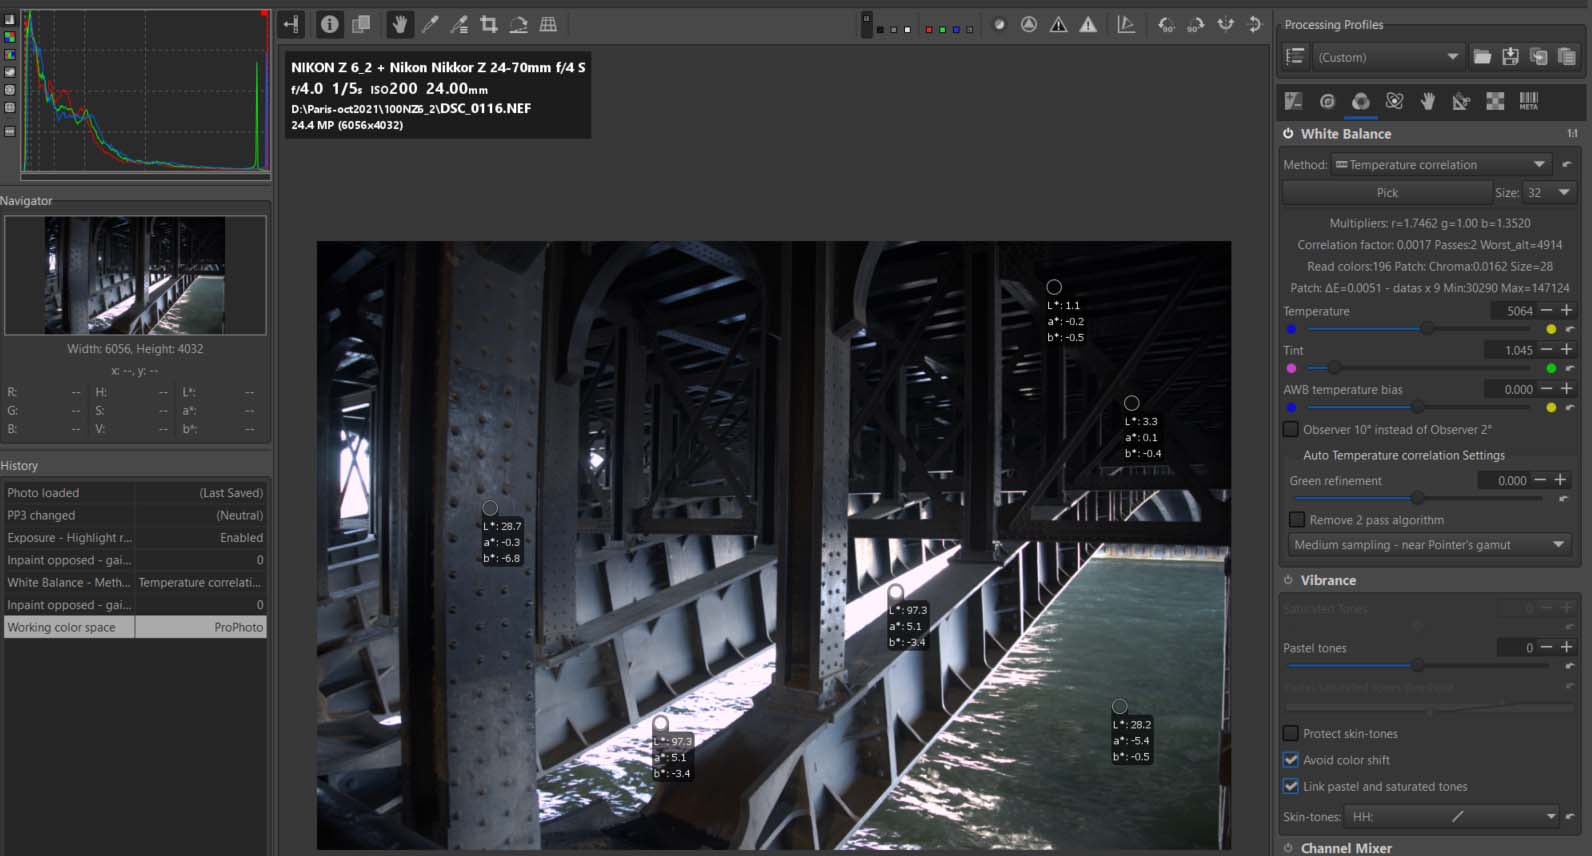 NIKON Z 6_2 + Nikon Nikkor Z 24-70mm f/4 S
f/4.0 1/5s ISO200 24.00mm
D:\Paris-oct2021\100NZ6_2\DSC_0116.NEF
24.4 MP (6056x4032)
Navigator
Width: 6056, Height: 4032
x: --, y: --
R: -- H: -- L*: --
G: -- S: -- a*: --
B: -- V: -- b*: --
History
Photo loaded (Last Saved)
PP3 changed (Neutral)
Exposure - Highlight r... Enabled
Inpaint opposed - gai... 0
White Balance - Meth... Temperature correlati...
Inpaint opposed - gai... 0
Working color space ProPhoto
L*: 1.1
a*: -0.2
b*: -0.5
L*: 3.3
a*: 0.1
b*: -0.4
L*: 28.7
a*: -0.3
b*: -6.8
L*: 97.3
a*: 5.1
b*: -3.4
L*: 97.3
a*: 5.1
b*: -3.4
L*: 28.2
a*: -5.4
b*: -0.5
90°
90°
Processing Profiles
(Custom)
META
White Balance 1:1
Method: Temperature correlation
Pick Size: 32
Multipliers: r=1.7462 g=1.00 b=1.3520
Correlation factor: 0.0017 Passes:2 Worst_alt=4914
Read colors:196 Patch: Chroma:0.0162 Size=28
Patch: ΔE=0.0051 - datas x 9 Min:30290 Max=147124
Temperature 5064
Tint 1.045
AWB temperature bias 0.000
Observer 10° instead of Observer 2°
Auto Temperature correlation Settings
Green refinement 0.000
Remove 2 pass algorithm
Medium sampling - near Pointer's gamut
Vibrance
Saturated Tones 0
Pastel tones 0
Protect skin-tones
Avoid color shift
Link pastel and saturated tones
Skin-tones: HH:
Channel Mixer